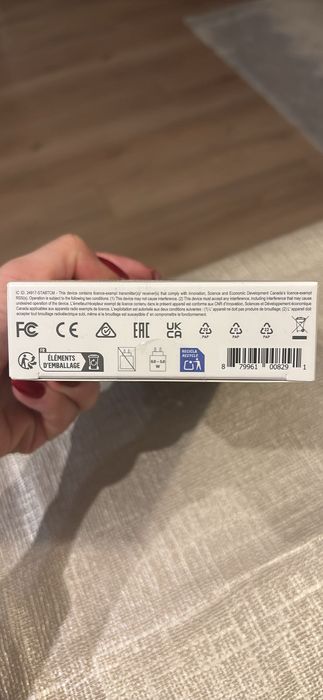 IC ID: 24917-STARTCM - This device contains licence-exempt transmitter(s)/ receiver(s) that comply with Innovation, Science and Economic Development Canada's licence-exempt
RSS(s). Operation is subject to the following two conditions. (1) This device may not cause interference. (2) This device must accept any interference, including interference that may cause
undesired operation of the device. L'émetteur/récepteur exempt de licence contenu dans le présent appareil est conforme aux CNR d'Innovation, Sciences et Développement économique
Canada applicables aux appareils radio exempts de licence. L'exploitation est autorisée aux deux conditions suivantes : (1) L'appareil ne doit pas produire de brouillage; (2) L'appareil doit
accepter tout brouillage radioélectrique subi, même si le brouillage est susceptible d' en compromettre le fonctionnement.
FC CE EAC UK CA PAP PAP PAP
FR ÉLÉMENTS D'EMBALLAGE
W
RECYCLE RECYCLEZ
8 79961 00829 1